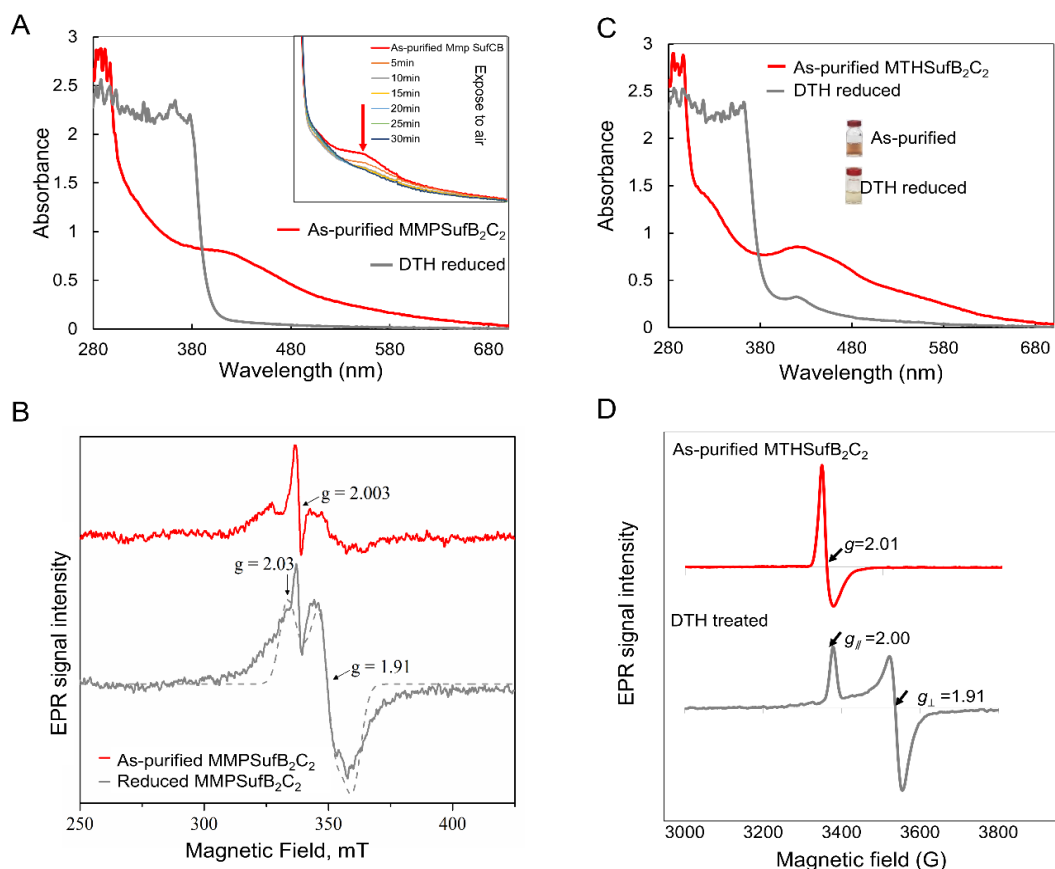 A
3
2.5
2
1.5
1
0.5
0
Absorbance
280
380
480
580
680
Wavelength (nm)
As-purified Mmp SufCB
5min
10min
15min
20min
25min
30min
Expose to air
As-purified MMPSufB₂C₂
DTH reduced
C
3
2.5
2
1.5
1
0.5
0
Absorbance
280
380
480
580
680
Wavelength (nm)
As-purified MTHSufB₂C₂
DTH reduced
As-purified
DTH reduced
B
EPR signal intensity
g = 2.003
g = 2.03
g = 1.91
As-purified MMPSufB₂C₂
Reduced MMPSufB₂C₂
250
300
350
400
Magnetic Field, mT
D
EPR signal intensity
As-purified MTHSufB₂C₂
g=2.01
DTH treated
g∥=2.00
g⊥=1.91
3000
3200
3400
3600
3800
Magnetic field (G)